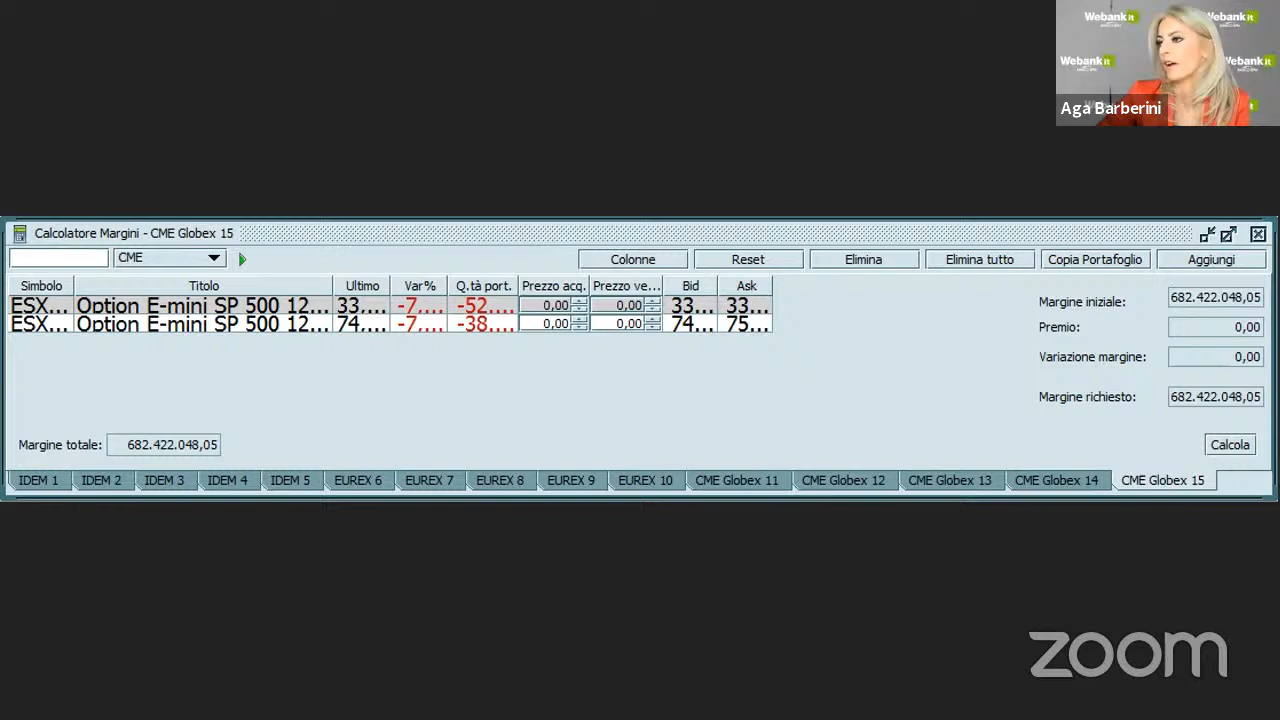 Webank.it
Webank.it
Webank.it
Webank.it
Aga Barberini
Calcolatore Margini - CME Globex 15
CME
Colonne Reset Elimina Elimina tutto Copia Portafoglio Aggiungi
Simbolo Titolo Ultimo Var% Q.tà port. Prezzo acq. Prezzo ve... Bid Ask
ESX... Option E-mini SP 500 12... 33.... -7,... -52.... 0,00 0,00 33... 33...
ESX... Option E-mini SP 500 12... 74.... -7,... -38.... 0,00 0,00 74... 75...
Margine iniziale: 682.422.048,05
Premio: 0,00
Variazione margine: 0,00
Margine richiesto: 682.422.048,05
Margine totale: 682.422.048,05
Calcola
IDEM 1 IDEM 2 IDEM 3 IDEM 4 IDEM 5 EUREX 6 EUREX 7 EUREX 8 EUREX 9 EUREX 10 CME Globex 11 CME Globex 12 CME Globex 13 CME Globex 14 CME Globex 15
zoom